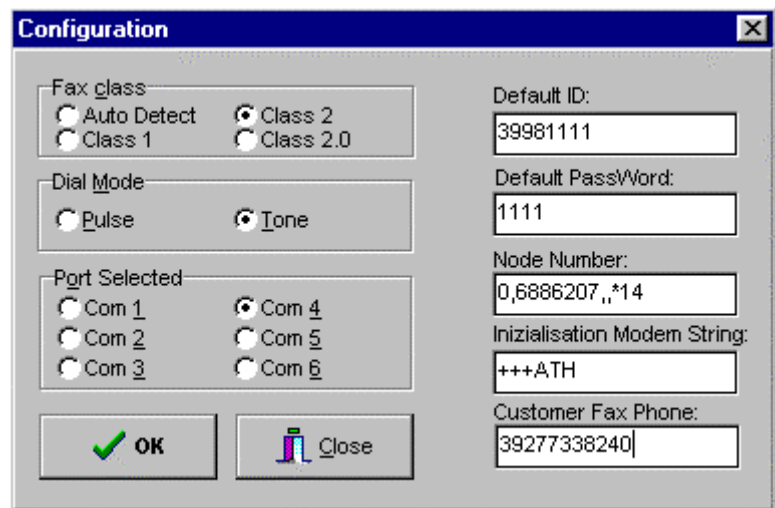 Configuration
Fax class
Auto Detect
Class 2
Class 1
Class 2.0
Dial Mode
Pulse
Tone
Port Selected
Com 1
Com 4
Com 2
Com 5
Com 3
Com 6
OK
Close
Default ID:
39981111
Default PassWord:
1111
Node Number:
0,6886207,,*14
Inizialisation Modem String:
+++ATH
Customer Fax Phone:
39277338240